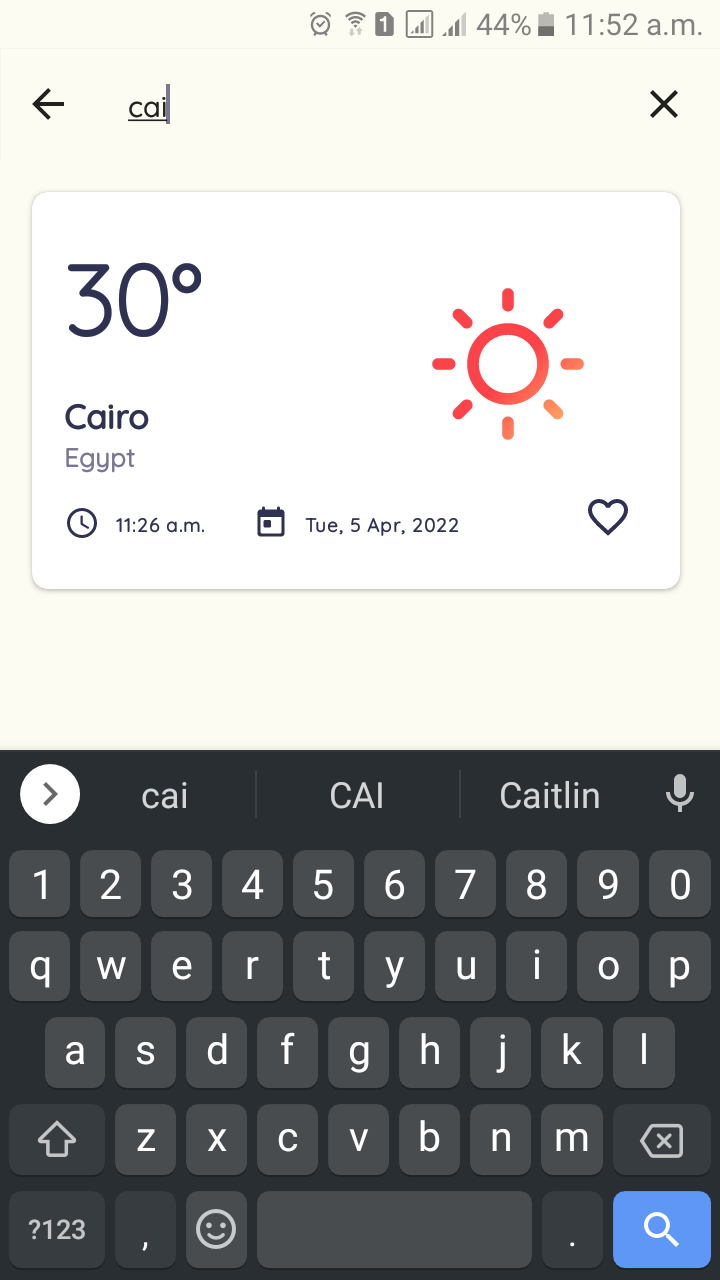 1 44% 11:52 a.m.
cai
30°
Cairo
Egypt
11:26 a.m. Tue, 5 Apr, 2022
cai CAI Caitlin
1 2 3 4 5 6 7 8 9 0
q w e r t y u i o p
a s d f g h j k l
z x c v b n m
?123 , .